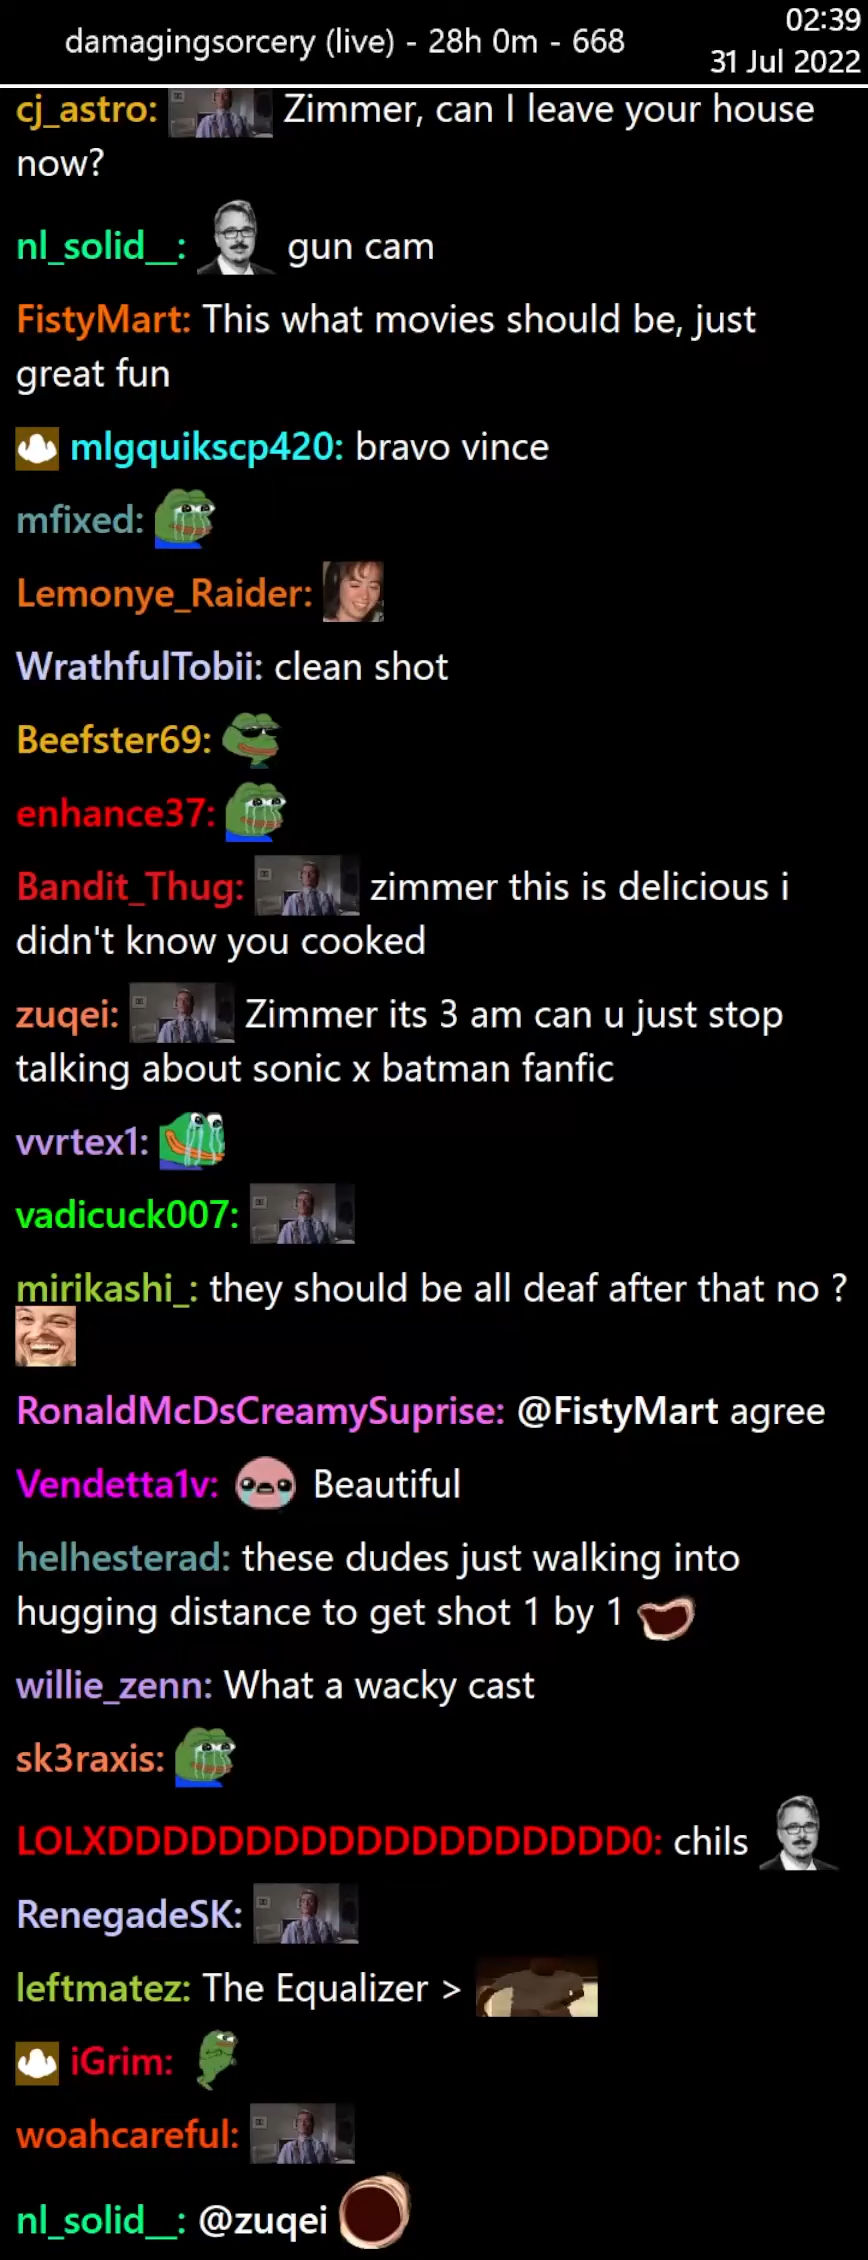 damagingsorcery (live) - 28h 0m - 668
02:39
31 Jul 2022
cj_astro: Zimmer, can I leave your house
now?
nl_solid__: gun cam
FistyMart: This what movies should be, just
great fun
mlgquikscp420: bravo vince
mfixed:
Lemonye_Raider:
WrathfulTobii: clean shot
Beefster69:
enhance37:
Bandit_Thug: zimmer this is delicious i
didn't know you cooked
zuqei: Zimmer its 3 am can u just stop
talking about sonic x batman fanfic
vvrtex1:
vadicuck007:
mirikashi_: they should be all deaf after that no ?
RonaldMcDsCreamySuprise: @FistyMart agree
Vendetta1v: Beautiful
helhesterad: these dudes just walking into
hugging distance to get shot 1 by 1
willie_zenn: What a wacky cast
sk3raxis:
LOLXDDDDDDDDDDDDDDDDDDD0: chils
RenegadeSK:
leftmatez: The Equalizer >
iGrim:
woahcareful:
nl_solid__: @zuqei